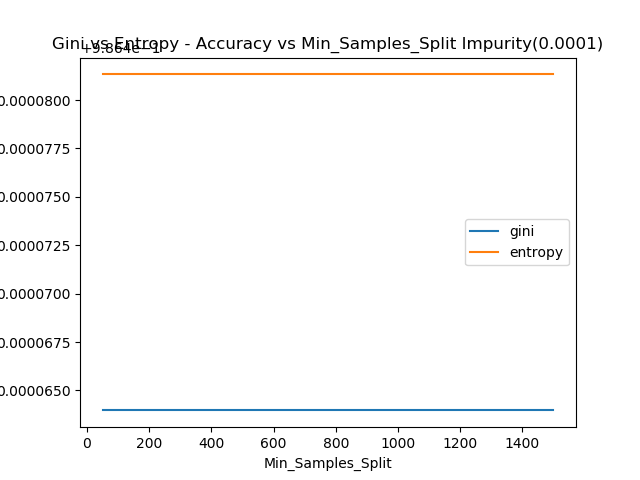 Gini vs Entropy - Accuracy vs Min_Samples_Split Impurity(0.0001)
+9.864e−1
0.0000800
0.0000775
0.0000750
0.0000725
0.0000700
0.0000675
0.0000650
gini
entropy
0 200 400 600 800 1000 1200 1400
Min_Samples_Split